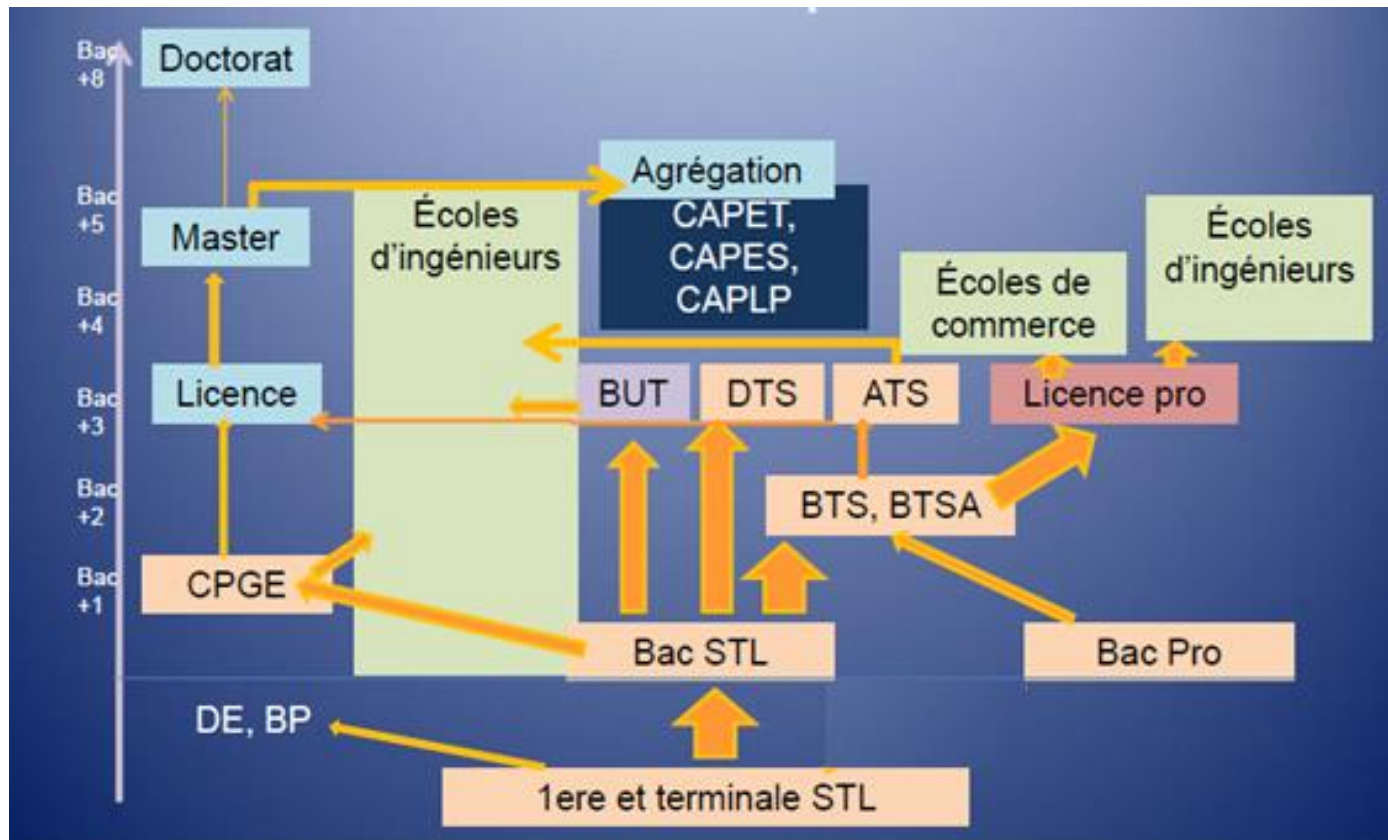 Bac
+8
Doctorat
Agrégation
Bac
+5
Écoles
d'ingénieurs
CAPET,
CAPES,
CAPLP
Écoles
d'ingénieurs
Master
Écoles de
commerce
Bac
+4
Bac
+3
Licence
BUT
DTS
ATS
Licence pro
Bac
+2
BTS, BTSA
Bac
+1
CPGE
Bac STL
Bac Pro
DE, BP
1ere et terminale STL